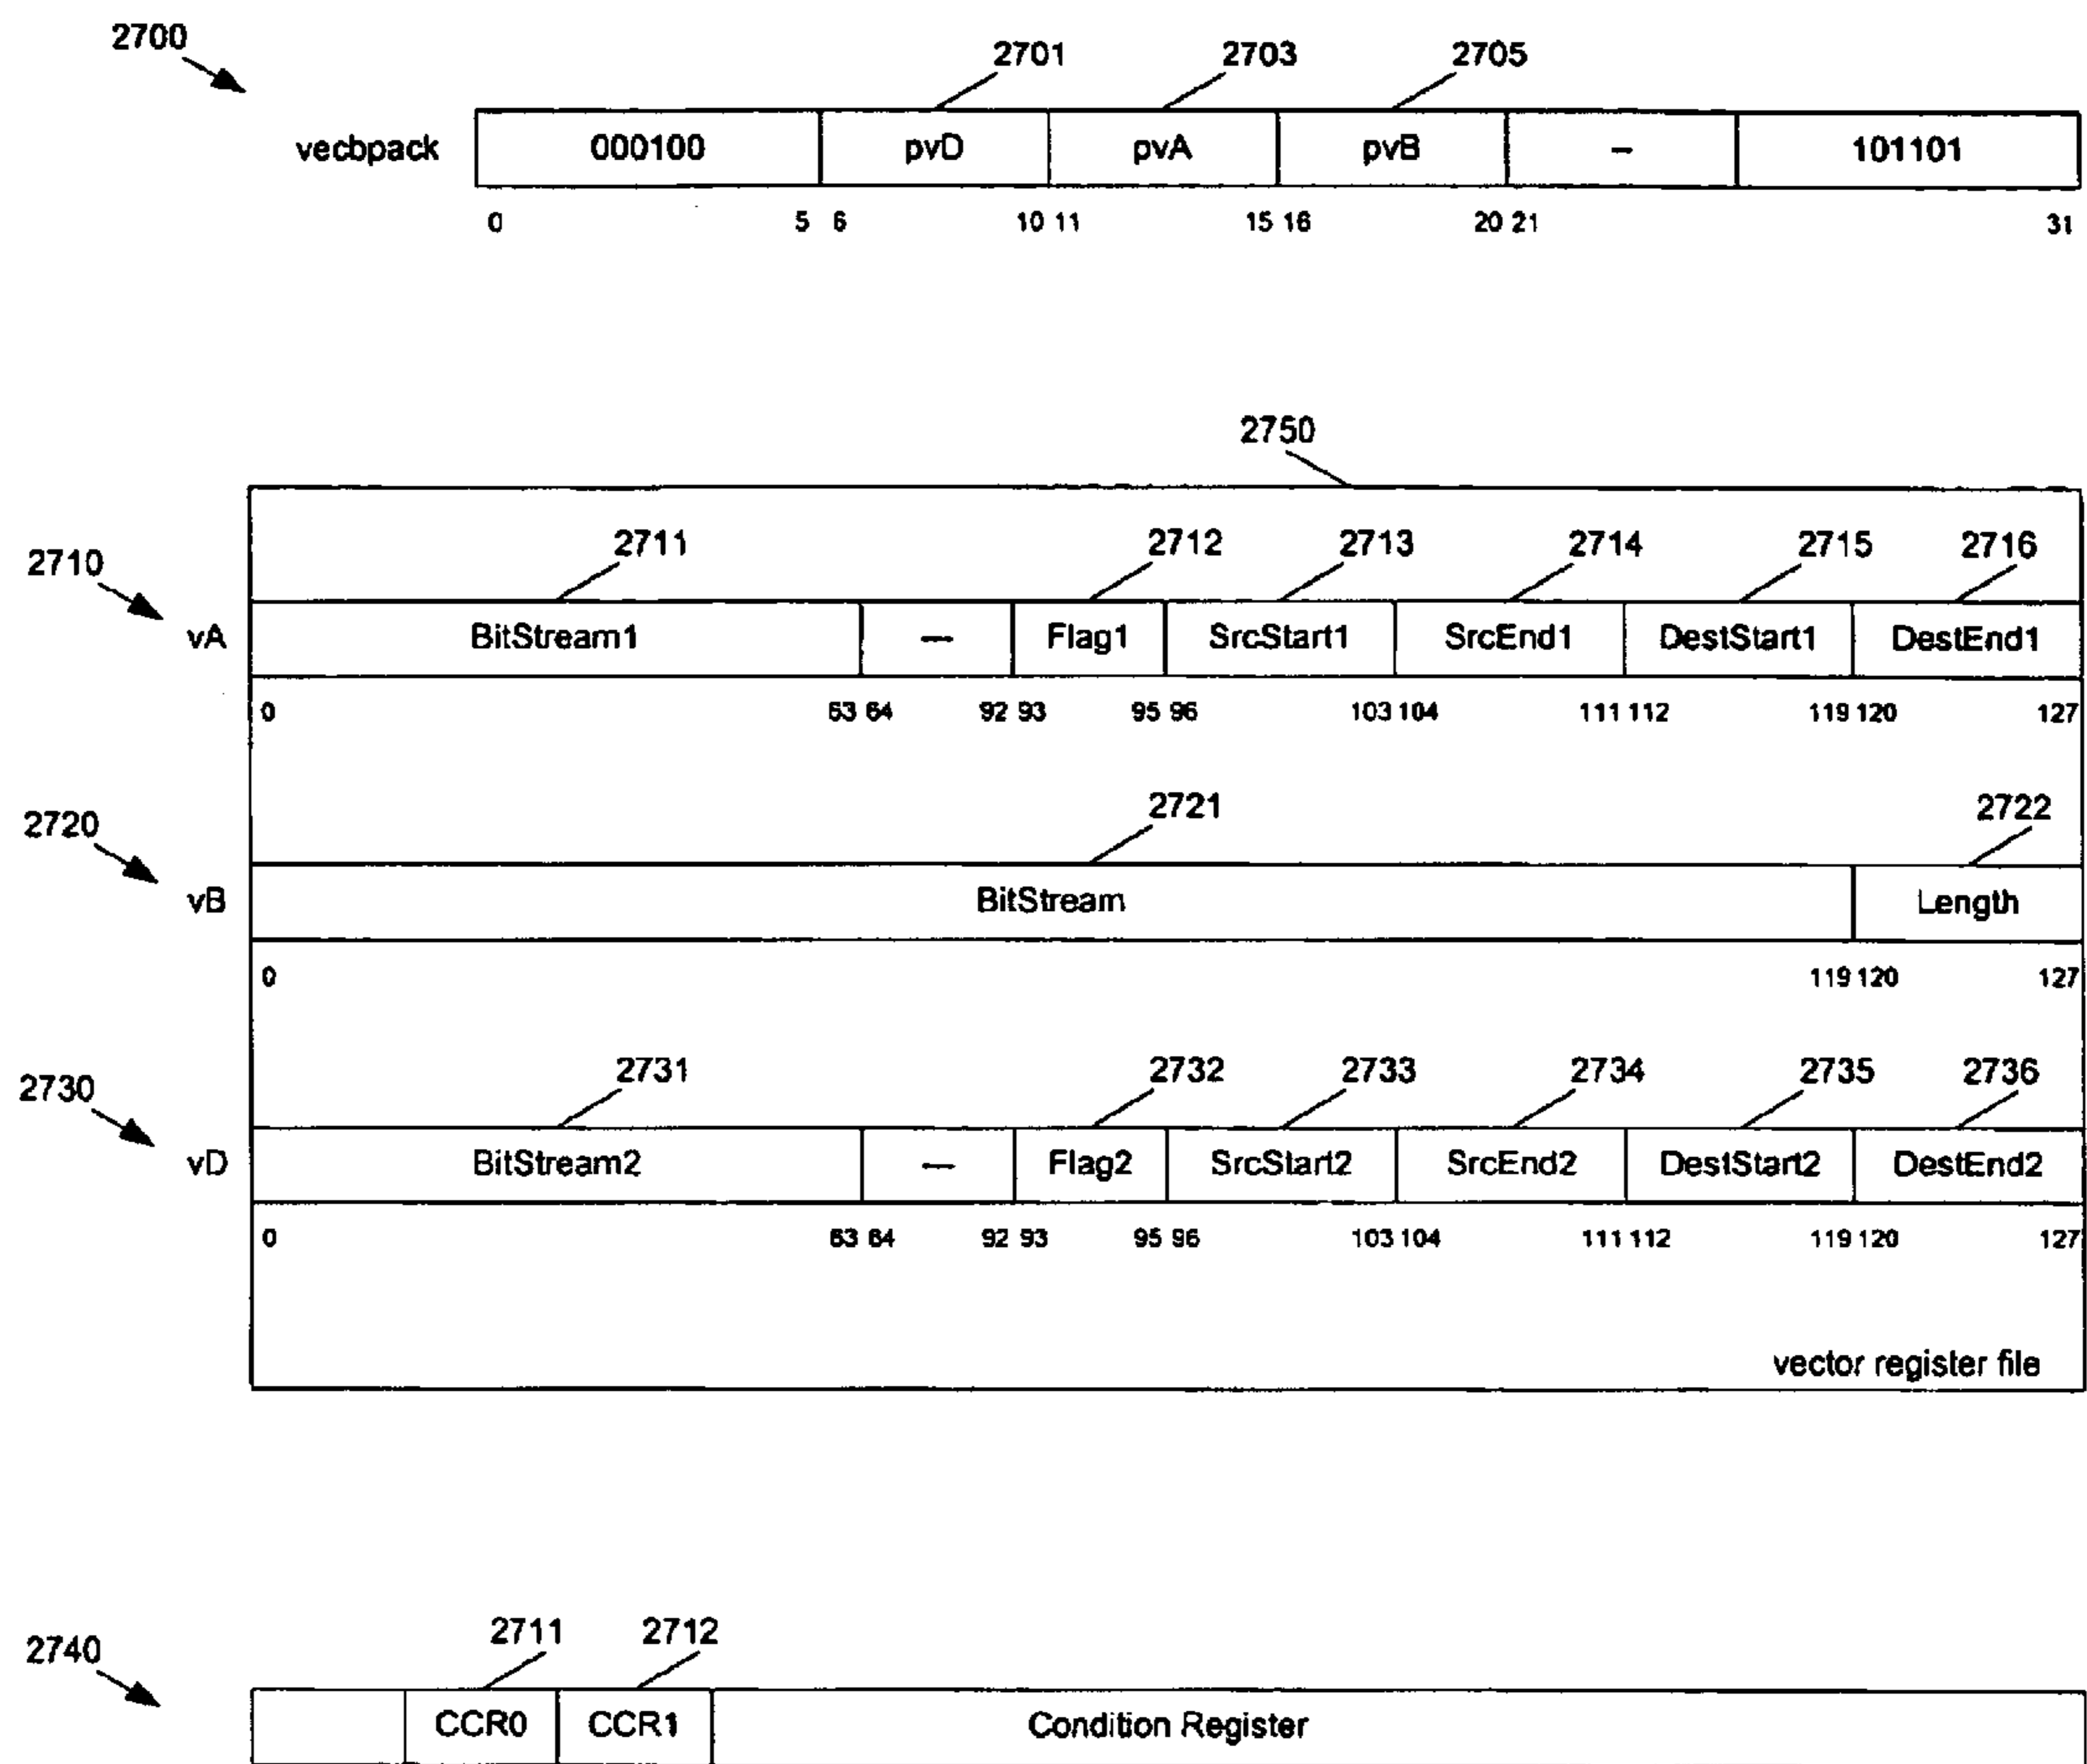 2700
2701 2703 2705
vecbpack 000100 pvD pvA pvB – 101101
0 5 6 10 11 15 16 20 21 31
2750
2710
2711 2712 2713 2714 2715 2716
vA BitStream1 — Flag1 SrcStart1 SrcEnd1 DestStart1 DestEnd1
0 63 64 92 93 95 96 103 104 111 112 119 120 127
2720
2721 2722
vB BitStream Length
0 119 120 127
2730
2731 2732 2733 2734 2735 2736
vD BitStream2 — Flag2 SrcStart2 SrcEnd2 DestStart2 DestEnd2
0 63 64 92 93 95 96 103 104 111 112 119 120 127
vector register file
2740
2711 2712
CCR0 CCR1 Condition Register